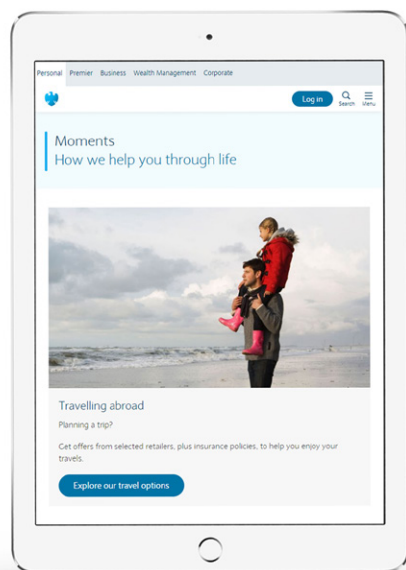 Personal Premier Business Wealth Management Corporate
Log in
Search
Menu
Moments
How we help you through life
Travelling abroad
Planning a trip?
Get offers from selected retailers, plus insurance policies, to help you enjoy your
travels.
Explore our travel options